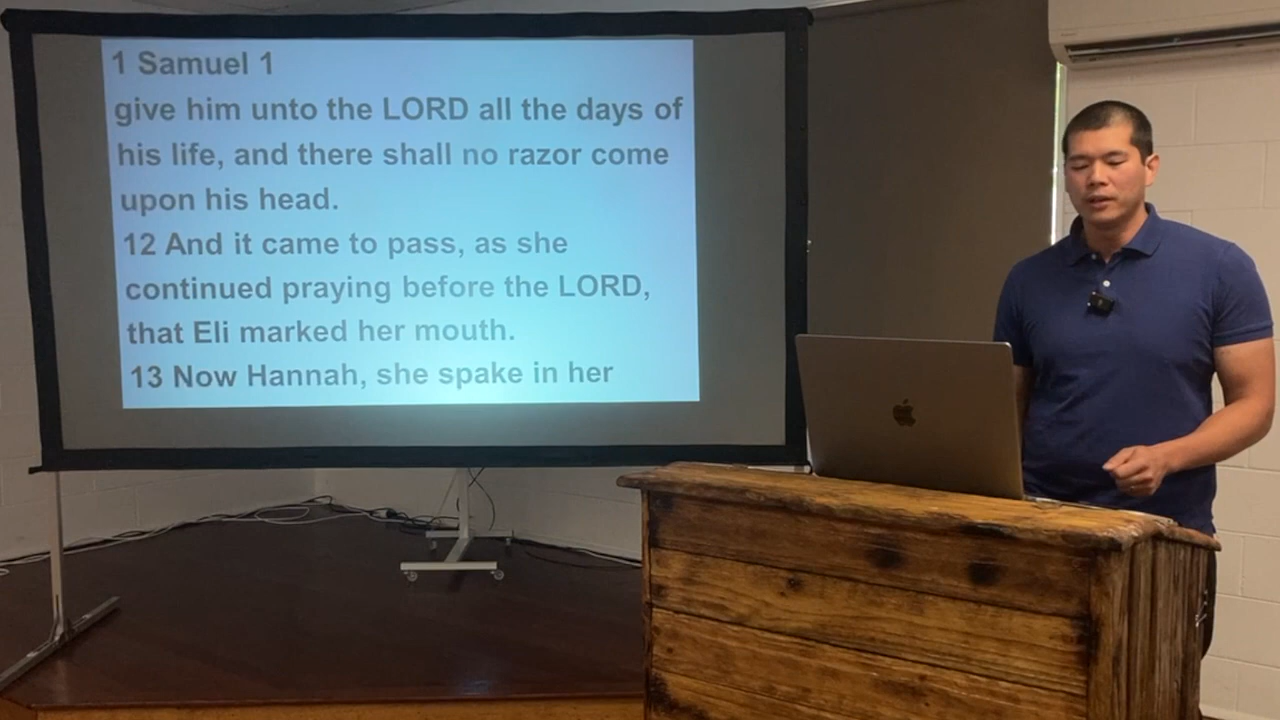 1 Samuel 1
give him unto the LORD all the days of
his life, and there shall no razor come
upon his head.
12 And it came to pass, as she
continued praying before the LORD,
that Eli marked her mouth.
13 Now Hannah, she spake in her